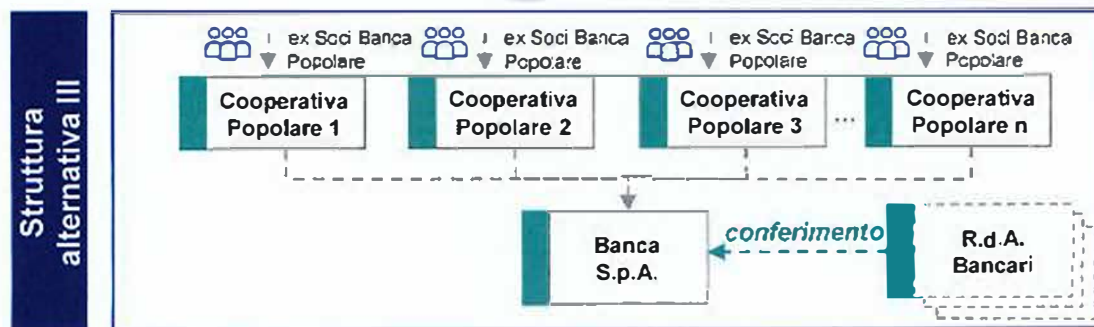 Struttura
alternativa III
ex Soci Banca
Popolare
ex Soci Banca
Popolare
ex Soci Banca
Popolare
ex Soci Banca
Popolare
Cooperativa
Popolare 1
Cooperativa
Popolare 2
Cooperativa
Popolare 3
...
Cooperativa
Popolare n
Banca
S.p.A.
conferimento
R.d.A.
Bancari